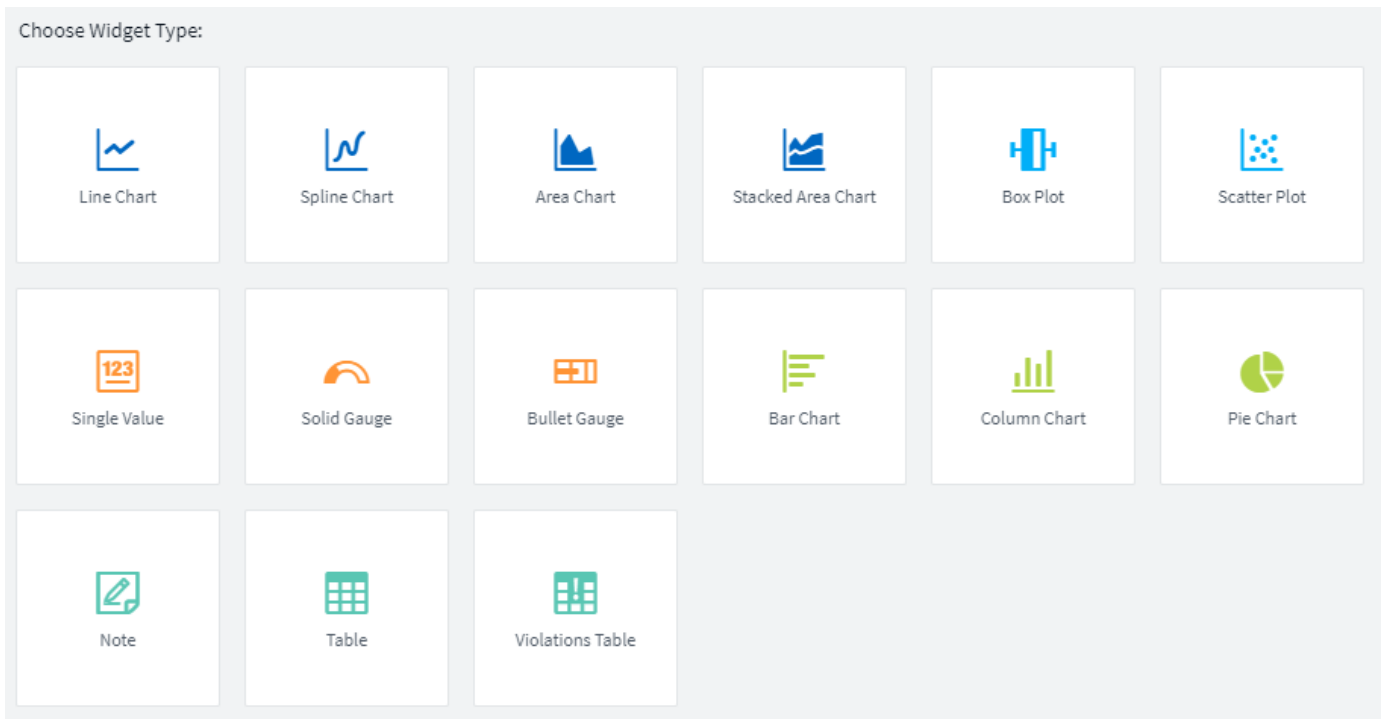 Choose Widget Type:
Line Chart
Spline Chart
Area Chart
Stacked Area Chart
Box Plot
Scatter Plot
123
Single Value
Solid Gauge
Bullet Gauge
Bar Chart
Column Chart
Pie Chart
Note
Table
!
Violations Table